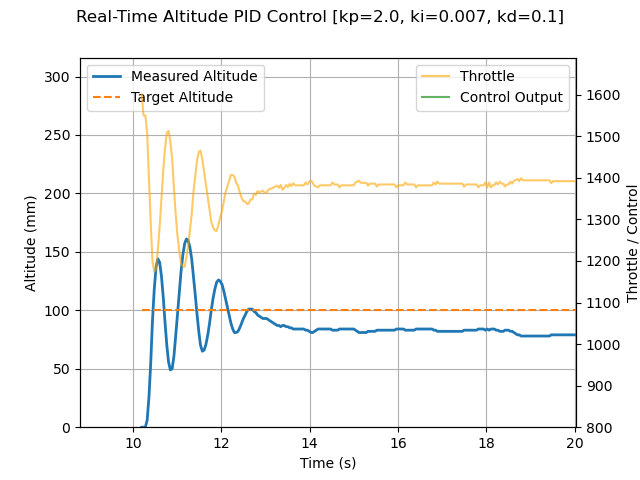 Real-Time Altitude PID Control [kp=2.0, ki=0.007, kd=0.1]
Measured Altitude
Target Altitude
Throttle
Control Output
300
250
200
150
100
50
0
Altitude (mm)
1600
1500
1400
1300
1200
1100
1000
900
800
Throttle / Control
10
12
14
16
18
20
Time (s)